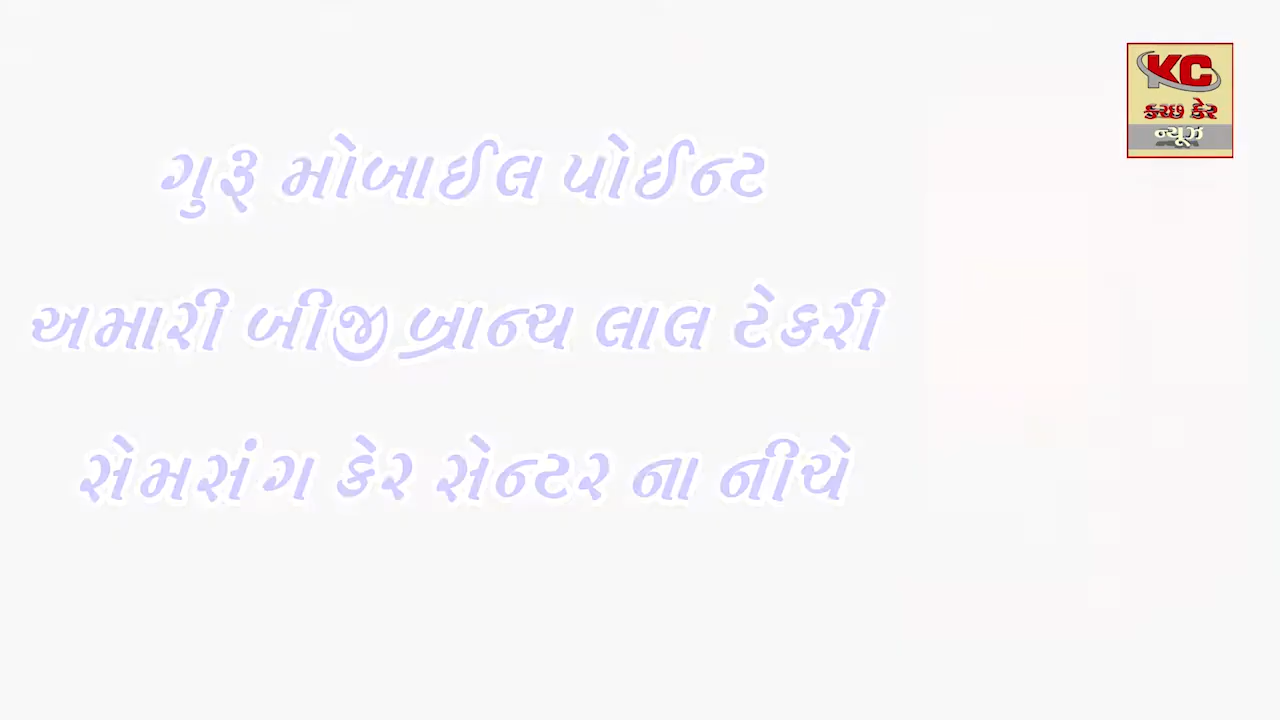 KC
કચ્છ કેર
ન્યૂઝ
ગુરૂ મોબાઈલ પોઈન્ટ
અમારી બીજી બ્રાન્ચ લાલ ટેકરી
સેમસંગ કેર સેન્ટર ના નીચે